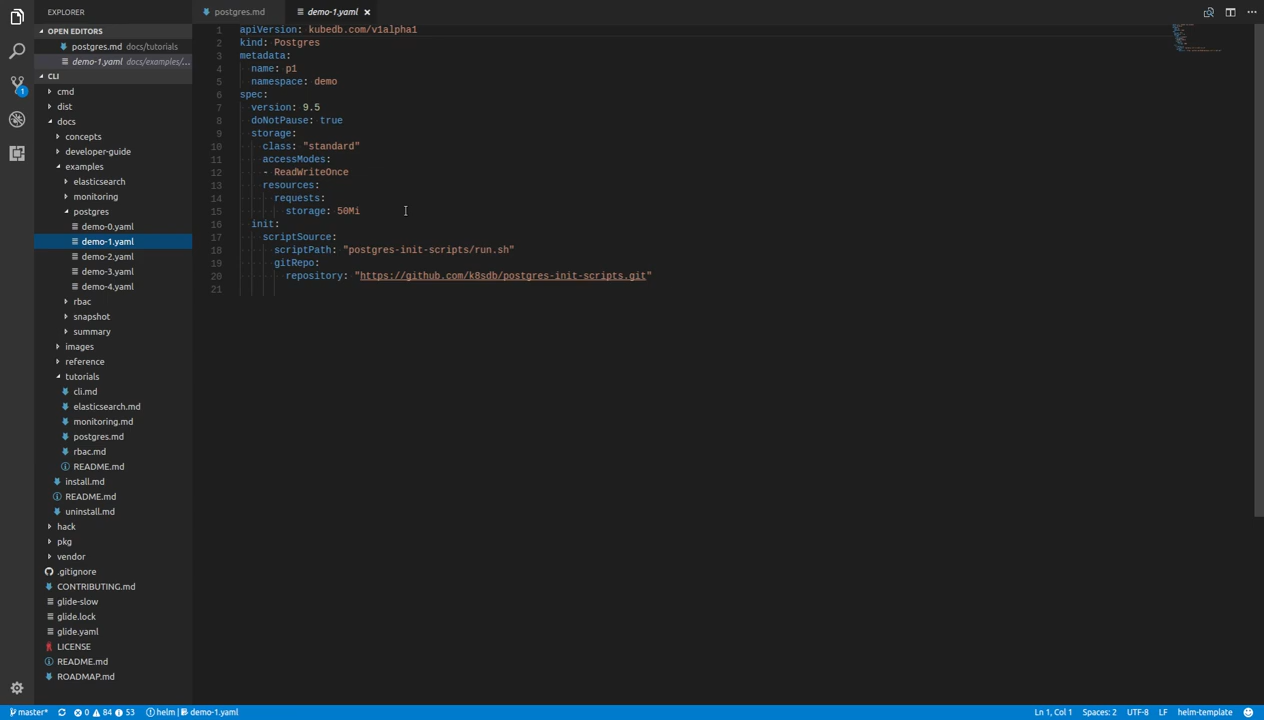 EXPLORER
OPEN EDITORS
postgres.md docs/tutorials
demo-1.yaml docs/examples/...
CLI
cmd
dist
docs
concepts
developer-guide
examples
elasticsearch
monitoring
postgres
demo-0.yaml
demo-1.yaml
demo-2.yaml
demo-3.yaml
demo-4.yaml
rbac
snapshot
summary
images
reference
tutorials
cli.md
elasticsearch.md
monitoring.md
postgres.md
rbac.md
README.md
install.md
README.md
uninstall.md
hack
pkg
vendor
.gitignore
CONTRIBUTING.md
glide-slow
glide.lock
glide.yaml
LICENSE
README.md
ROADMAP.md
1
postgres.md demo-1.yaml
1 apiVersion: kubedb.com/v1alpha1
2 kind: Postgres
3 metadata:
4 name: p1
5 namespace: demo
6 spec:
7 version: 9.5
8 doNotPause: true
9 storage:
10 class: "standard"
11 accessModes:
12 - ReadWriteOnce
13 resources:
14 requests:
15 storage: 50Mi
16 init:
17 scriptSource:
18 scriptPath: "postgres-init-scripts/run.sh"
19 gitRepo:
20 repository: "https://github.com/k8sdb/postgres-init-scripts.git"
21
master* 0 84 53 helm | demo-1.yaml Ln 1, Col 1 Spaces: 2 UTF-8 LF helm-template